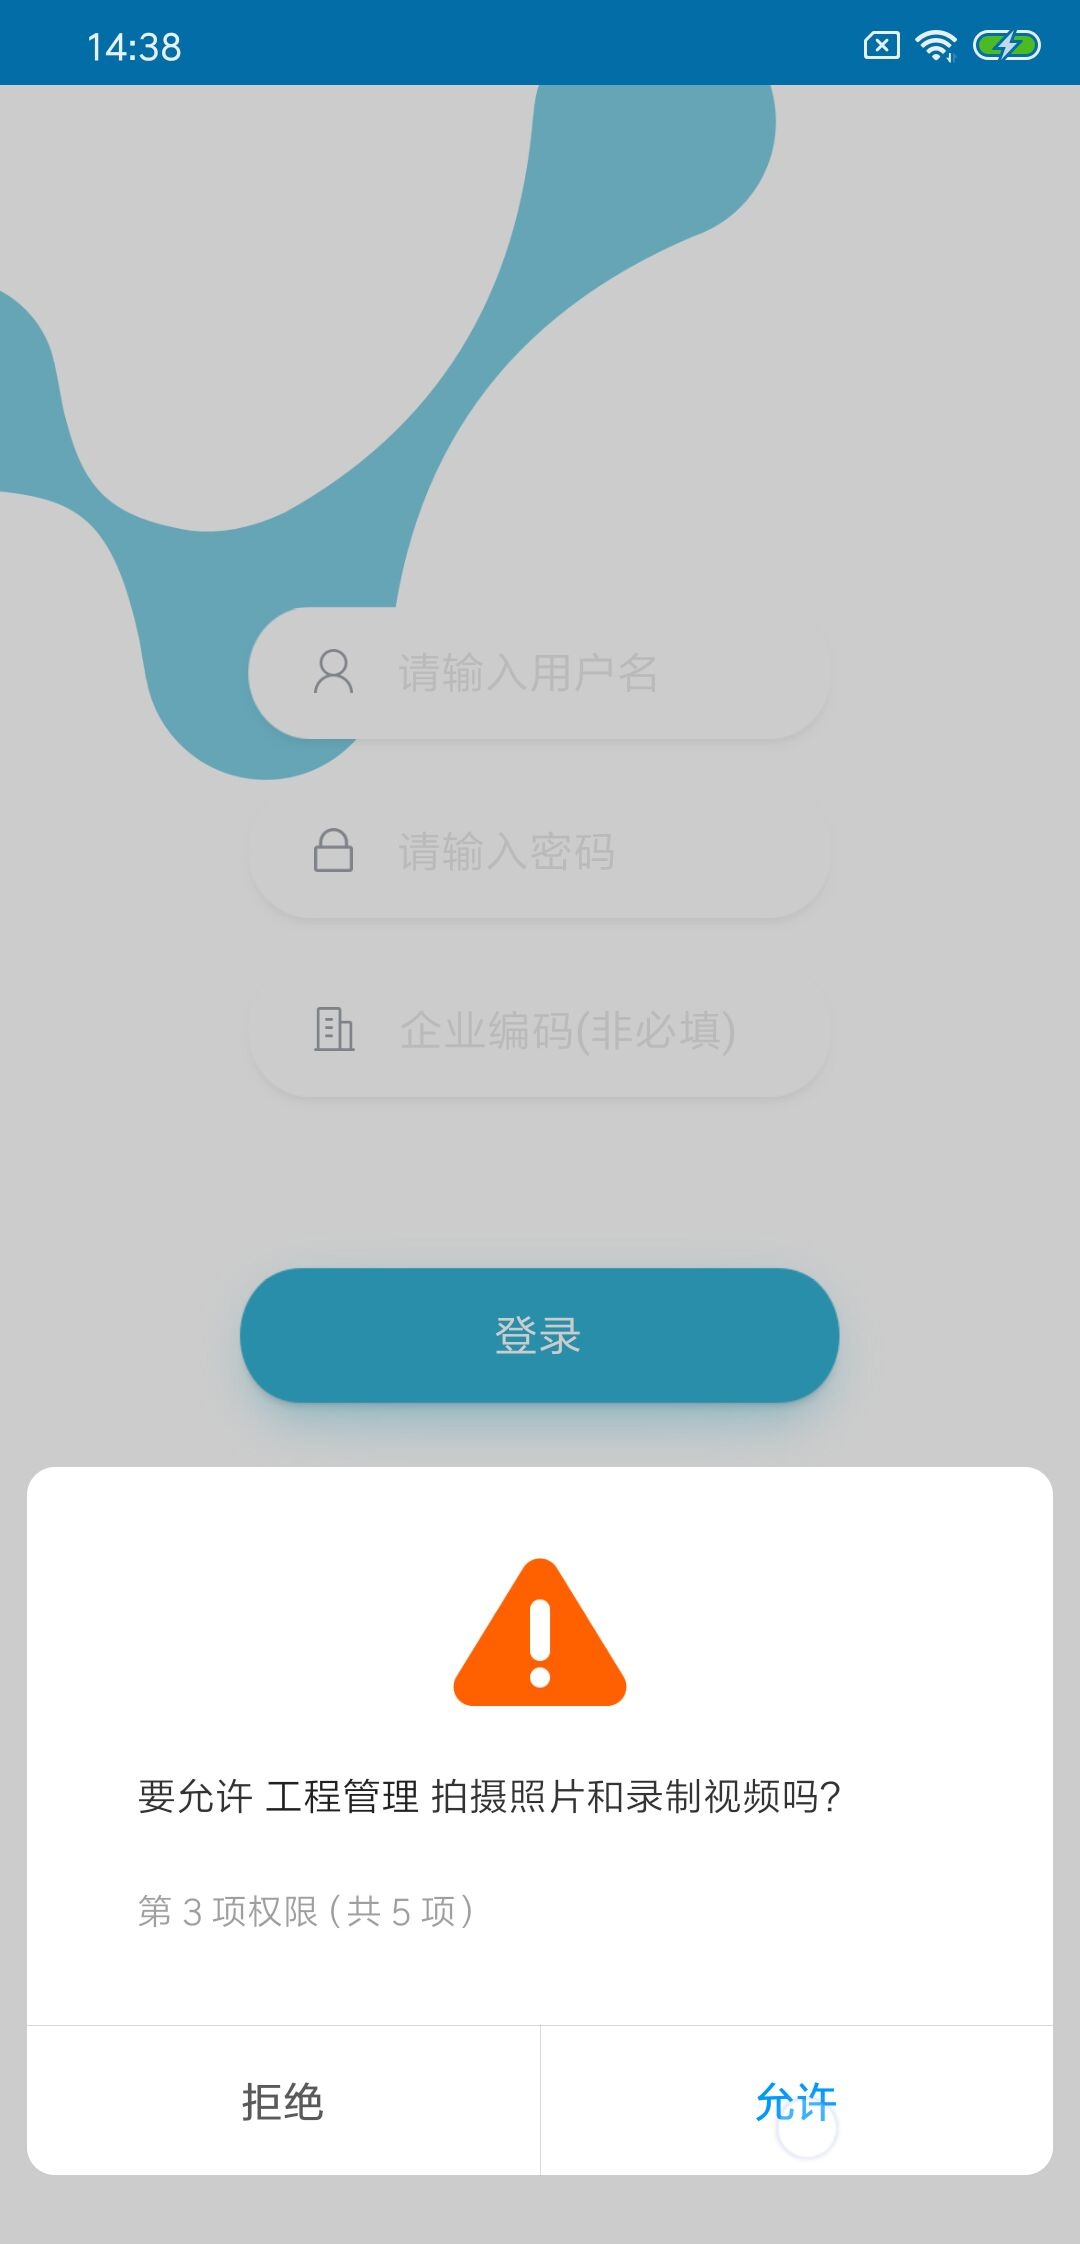 14:38
请输入用户名
请输入密码
企业编码(非必填)
登录
要允许 工程管理 拍摄照片和录制视频吗?
第 3 项权限 (共 5 项)
拒绝
允许